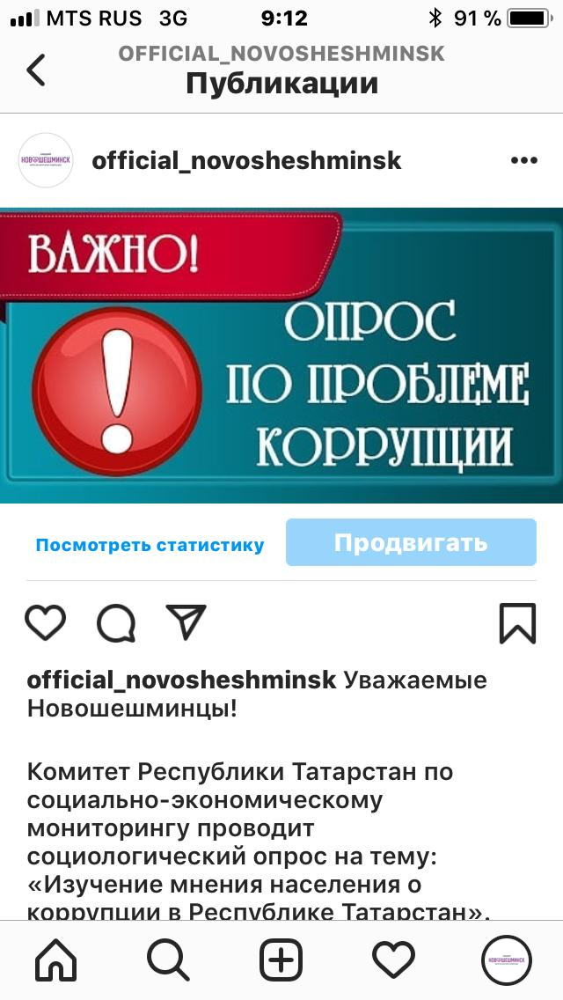 MTS RUS 3G 9:12 91 %
OFFICIAL_NOVOSHESHMINSK
Публикации
НОВОШЕШМИНСК
official_novosheshminsk
ВАЖНО!
ОПРОС
ПО ПРОБЛЕМЕ
КОРРУПЦИИ
Посмотреть статистику
Продвигать
official_novosheshminsk Уважаемые
Новошешминцы!
Комитет Республики Татарстан по
социально-экономическому
мониторингу проводит
социологический опрос на тему:
«Изучение мнения населения о
коррупции в Республике Татарстан».
НОВОШЕШМИНСК